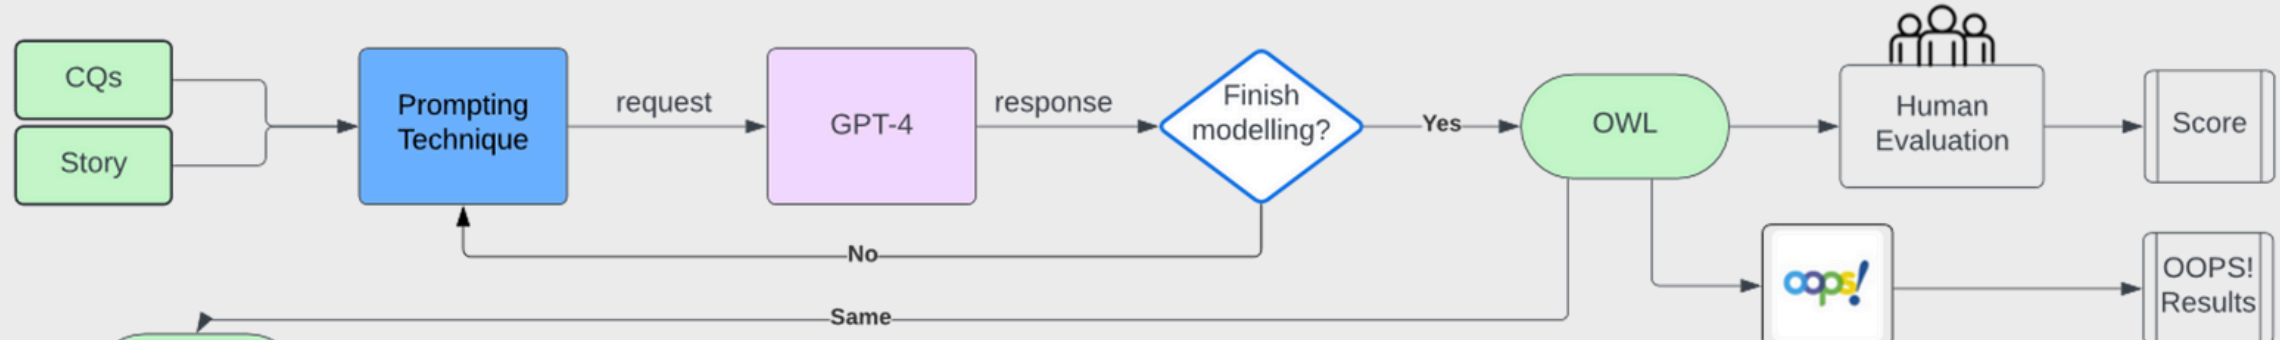 CQs
Story
Prompting
Technique
request
GPT-4
response
Finish
modelling?
Yes
OWL
Human
Evaluation
Score
No
oops!
OOPS!
Results
Same